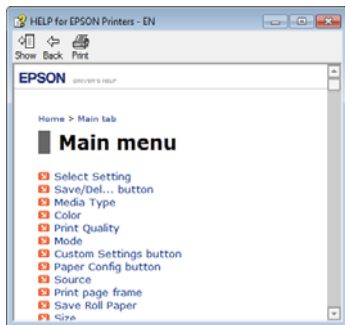 HELP for EPSON Printers - EN
Show Back Print
EPSON DRIVER'S HELP
Home > Main tab
Main menu
Select Setting
Save/Del... button
Media Type
Color
Print Quality
Mode
Custom Settings button
Paper Config button
Source
Print page frame
Save Roll Paper
Size